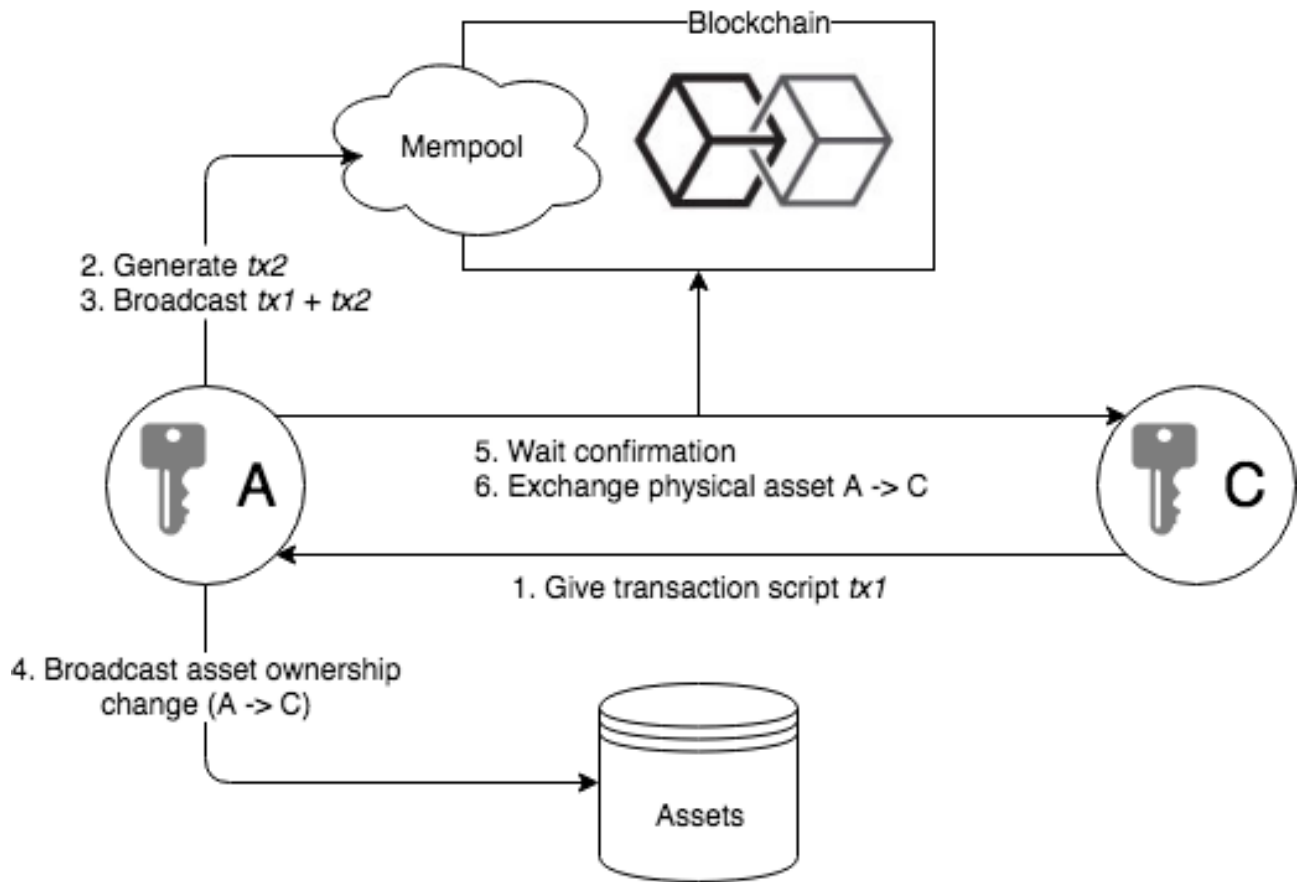 Blockchain
Mempool
2. Generate tx2
3. Broadcast tx1 + tx2
A
C
5. Wait confirmation
6. Exchange physical asset A -> C
1. Give transaction script tx1
4. Broadcast asset ownership
change (A -> C)
Assets